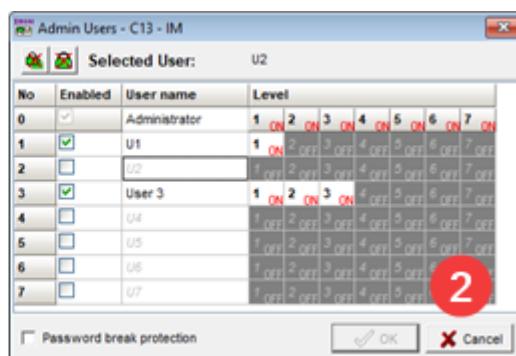 Admin Users - C13 - IM
Selected User: U2
No Enabled User name Level
0 Administrator 1 ON 2 ON 3 ON 4 ON 5 ON 6 ON 7 ON
1 U1 1 ON 2 OFF 3 OFF 4 OFF 5 OFF 6 OFF 7 OFF
2 U2 1 OFF 2 OFF 3 OFF 4 OFF 5 OFF 6 OFF 7 OFF
3 User 3 1 ON 2 ON 3 ON 4 OFF 5 OFF 6 OFF 7 OFF
4 U4 1 OFF 2 OFF 3 OFF 4 OFF 5 OFF 6 OFF 7 OFF
5 U5 1 OFF 2 OFF 3 OFF 4 OFF 5 OFF 6 OFF 7 OFF
6 U6 1 OFF 2 OFF 3 OFF 4 OFF 5 OFF
7 U7 1 OFF 2 OFF 3 OFF 4 OFF 5 OFF
2
Password break protection OK Cancel